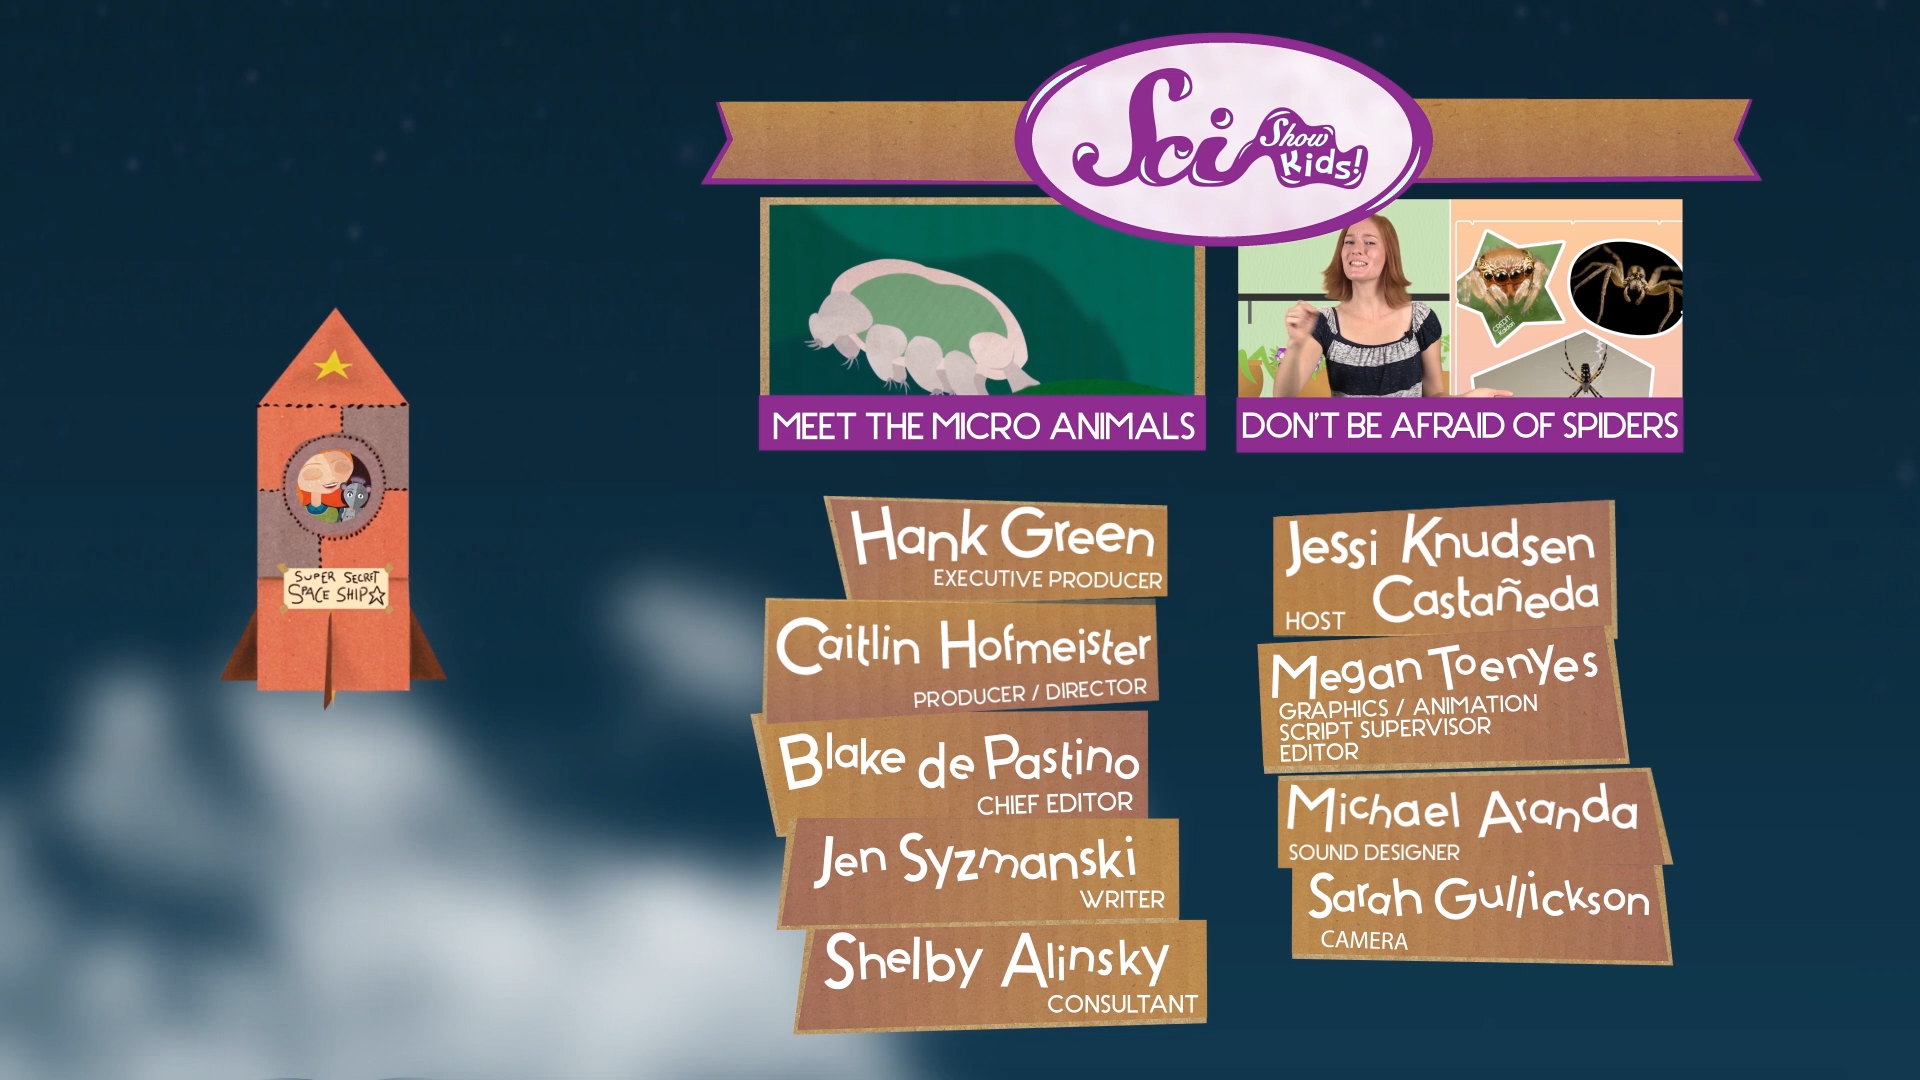 Sci Show Kids!
MEET THE MICRO ANIMALS
DON'T BE AFRAID OF SPIDERS
SUPER SECRET
SPACE SHIP
Hank Green
EXECUTIVE PRODUCER
Caitlin Hofmeister
PRODUCER / DIRECTOR
Blake de Pastino
CHIEF EDITOR
Jen Syzmanski
WRITER
Shelby Alinsky
CONSULTANT
Jessi Knudsen
Castañeda
HOST
Megan Toenyes
GRAPHICS / ANIMATION
SCRIPT SUPERVISOR
EDITOR
Michael Aranda
SOUND DESIGNER
Sarah Gullickson
CAMERA